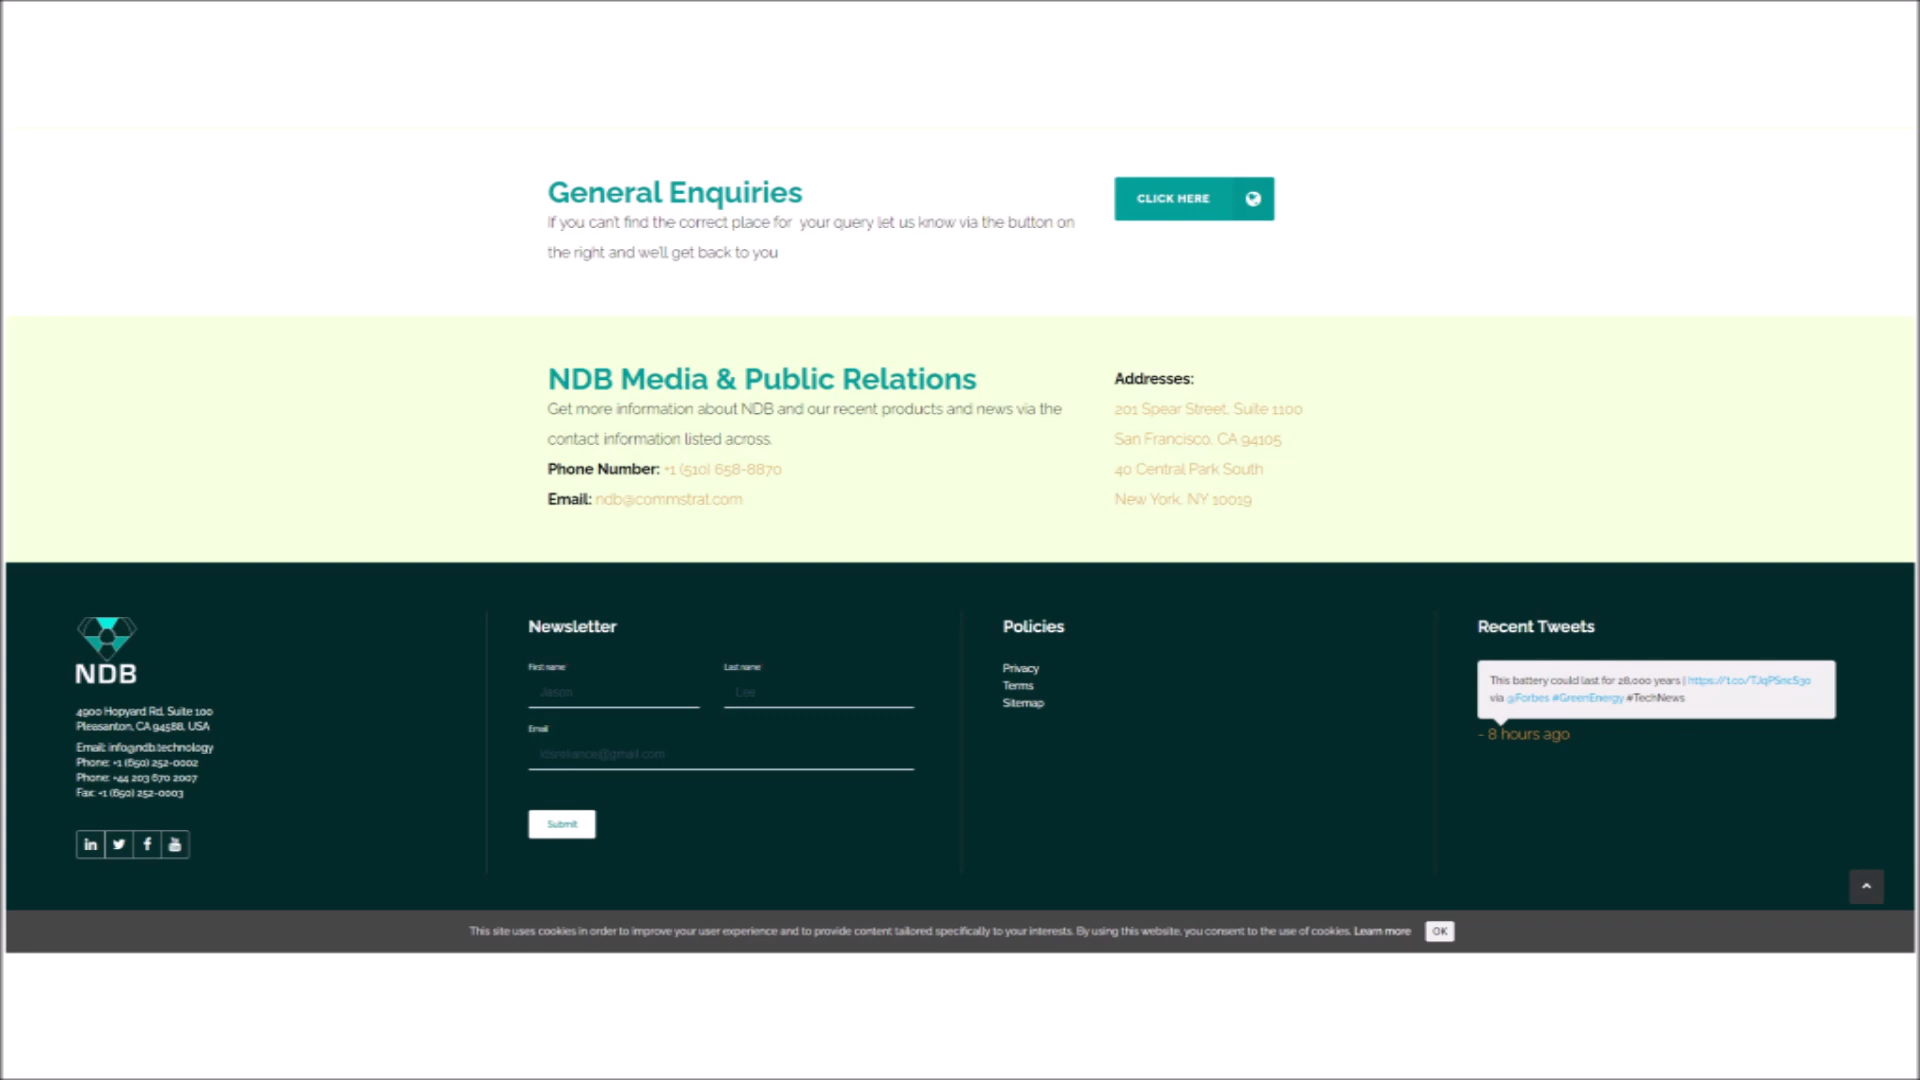 General Enquiries
If you can't find the correct place for your query let us know via the button on
the right and we'll get back to you
CLICK HERE
NDB Media & Public Relations
Get more information about NDB and our recent products and news via the
contact information listed across.
Phone Number: +1 (510) 658-8870
Email: ndb@commstrat.com
Addresses:
201 Spear Street, Suite 1100
San Francisco, CA 94105
40 Central Park South
New York, NY 10019
NDB
4900 Hopyard Rd, Suite 100
Pleasanton, CA 94588, USA
Email: info@ndb.technology
Phone: +1 (650) 252-0002
Phone: +44 203 670 2007
Fax: +1 (650) 252-0003
Newsletter
First name
Last name
Jason
Lee
Email
Submit
Policies
Privacy
Terms
Sitemap
Recent Tweets
This battery could last for 28,000 years |
via @Forbes #GreenEnergy #TechNews
- 8 hours ago
This site uses cookies in order to improve your user experience and to provide content tailored specifically to your interests. By using this website, you consent to the use of cookies. Learn more
OK